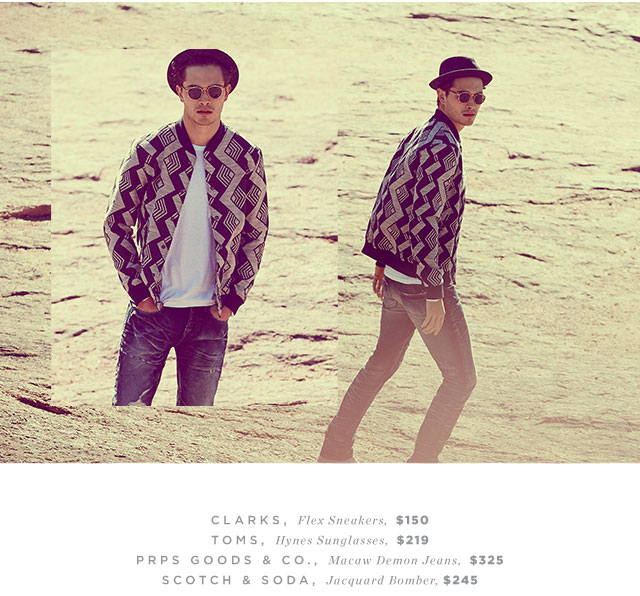 CLARKS, Flex Sneakers, $150
TOMS, Hynes Sunglasses, $219
PRPS GOODS & CO., Macaw Demon Jeans, $325
SCOTCH & SODA, Jacquard Bomber, $245